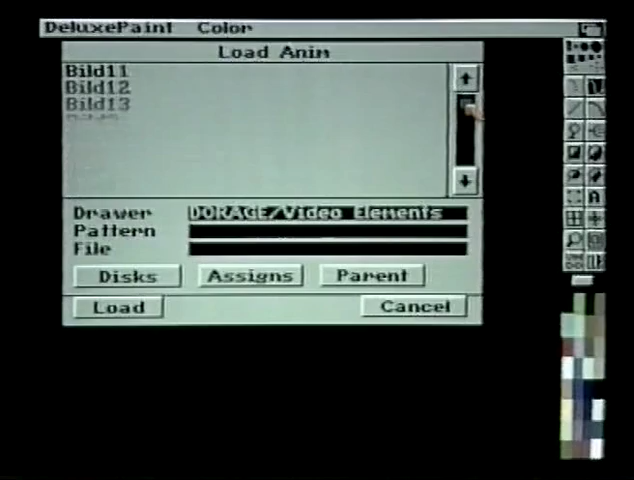 DeluxePaint Color
Load Anim
Bild11
Bild12
Bild13
Drawer DORAGE/Video Elements
Pattern
File
Disks Assigns Parent
Load Cancel
A